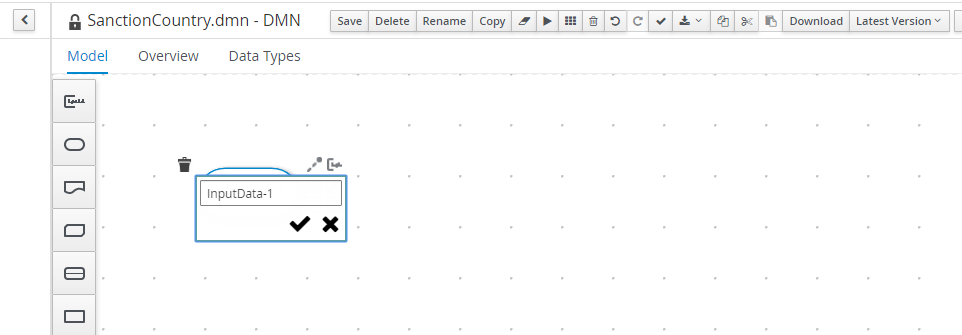 SanctionCountry.dmn - DMN
Save Delete Rename Copy Download Latest Version
Model Overview Data Types
InputData-1